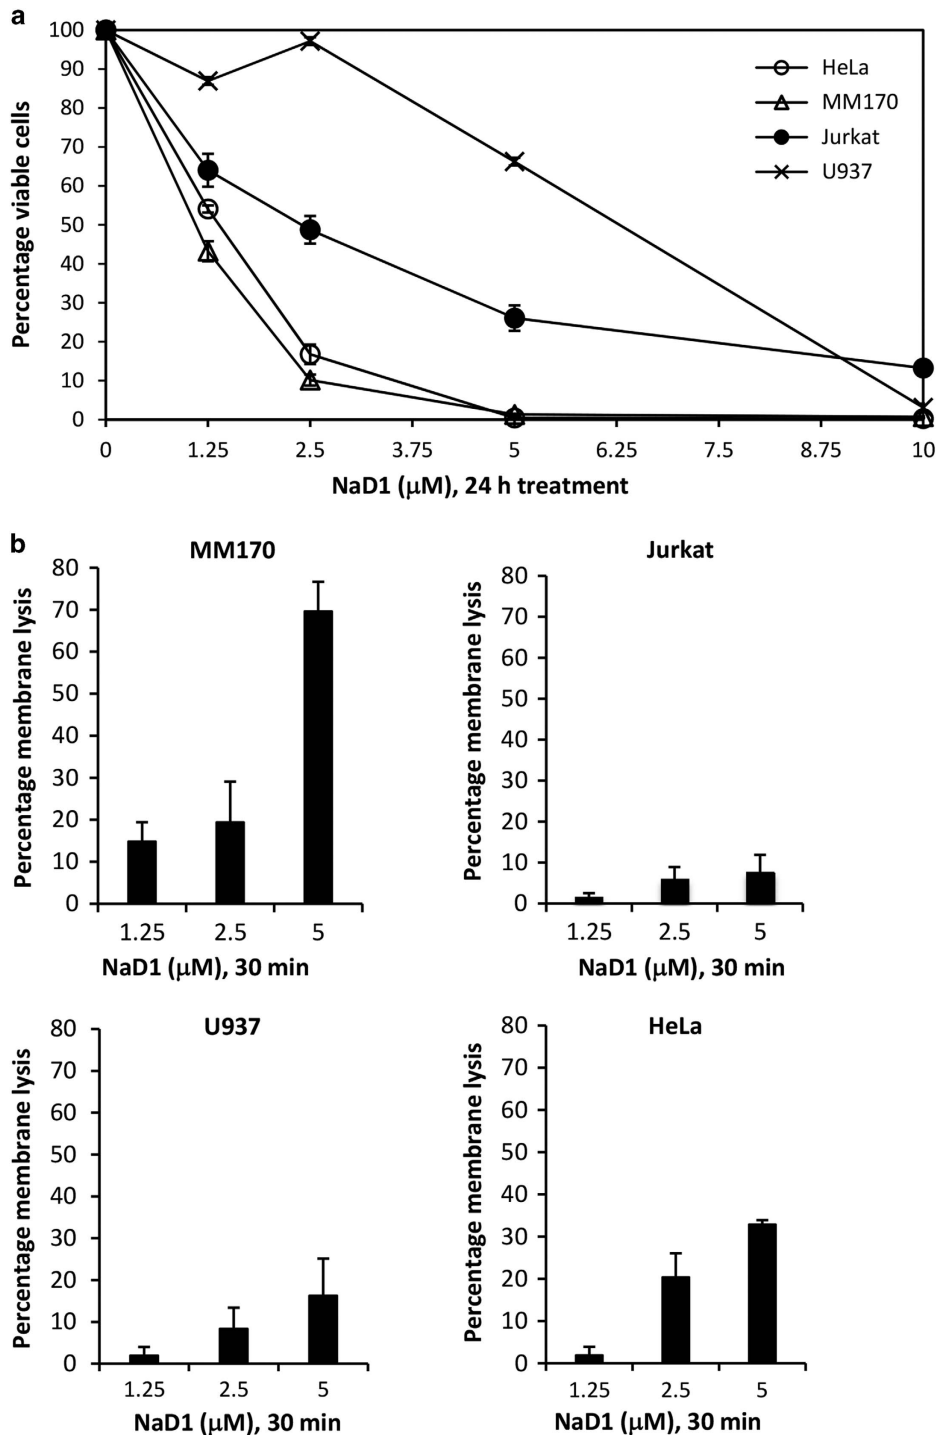 a
Percentage viable cells
100
90
80
70
60
50
40
30
20
10
0
HeLa
MM170
Jurkat
U937
0 1.25 2.5 3.75 5 6.25 7.5 8.75 10
NaD1 (μM), 24 h treatment
b
MM170
Percentage membrane lysis
80
70
60
50
40
30
20
10
0
1.25 2.5 5
NaD1 (μM), 30 min
Jurkat
Percentage membrane lysis
80
70
60
50
40
30
20
10
0
1.25 2.5 5
NaD1 (μM), 30 min
U937
Percentage membrane lysis
80
70
60
50
40
30
20
10
0
1.25 2.5 5
NaD1 (μM), 30 min
HeLa
Percentage membrane lysis
80
70
60
50
40
30
20
10
0
1.25 2.5 5
NaD1 (μM), 30 min